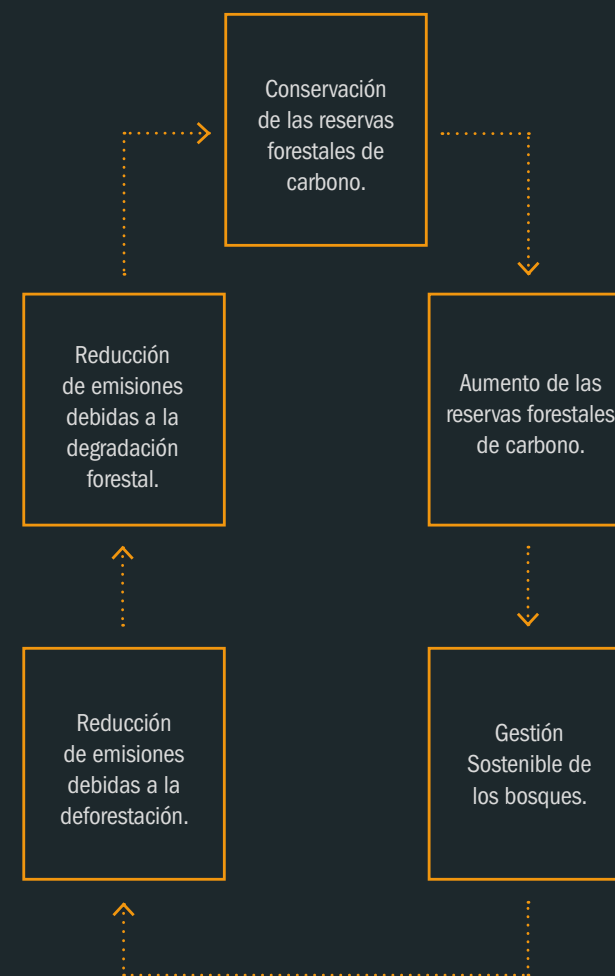 Conservación
de las reservas
forestales de
carbono.
Reducción
de emisiones
debidas a la
degradación
forestal.
Aumento de las
reservas forestales
de carbono.
Reducción
de emisiones
debidas a la
deforestación.
Gestión
Sostenible de
los bosques.